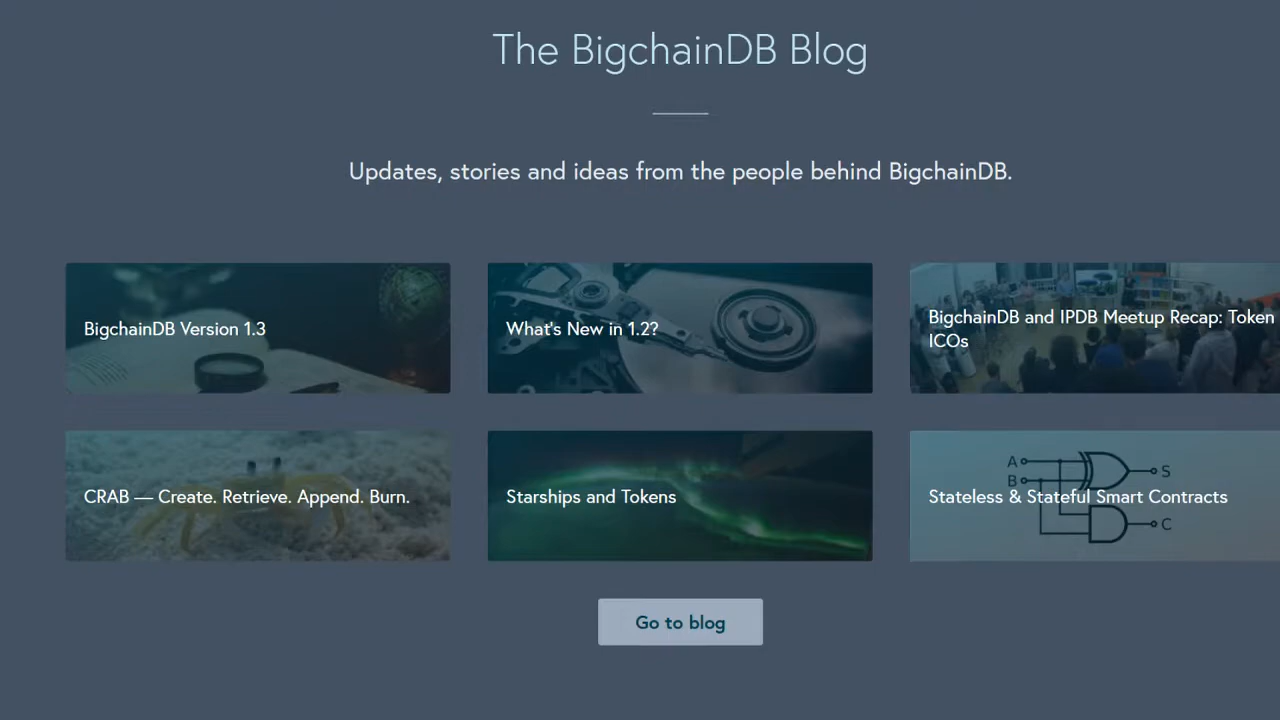 The BigchainDB Blog
Updates, stories and ideas from the people behind BigchainDB.
BigchainDB Version 1.3
What's New in 1.2?
BigchainDB and IPDB Meetup Recap: Token
ICOs
CRAB — Create. Retrieve. Append. Burn.
Starships and Tokens
A
B
S
C
Stateless & Stateful Smart Contracts
Go to blog